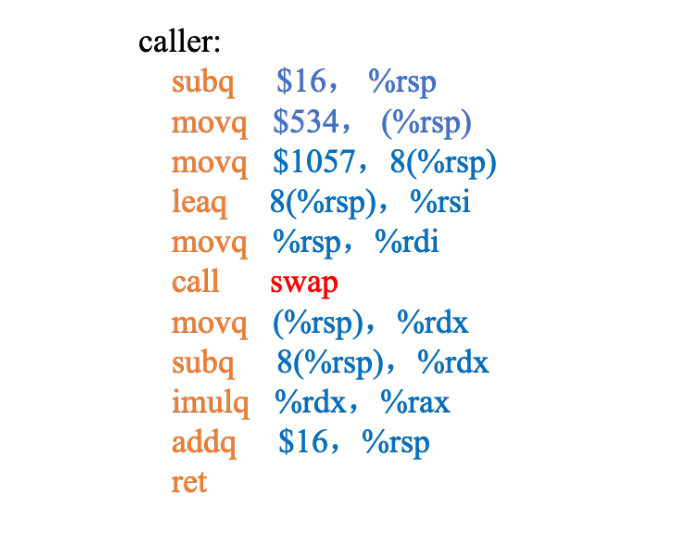 caller:
subq $16， %rsp
movq $534， (%rsp)
movq $1057，8(%rsp)
leaq 8(%rsp)，%rsi
movq %rsp，%rdi
call swap
movq (%rsp)，%rdx
subq 8(%rsp)，%rdx
imulq %rdx，%rax
addq $16，%rsp
ret